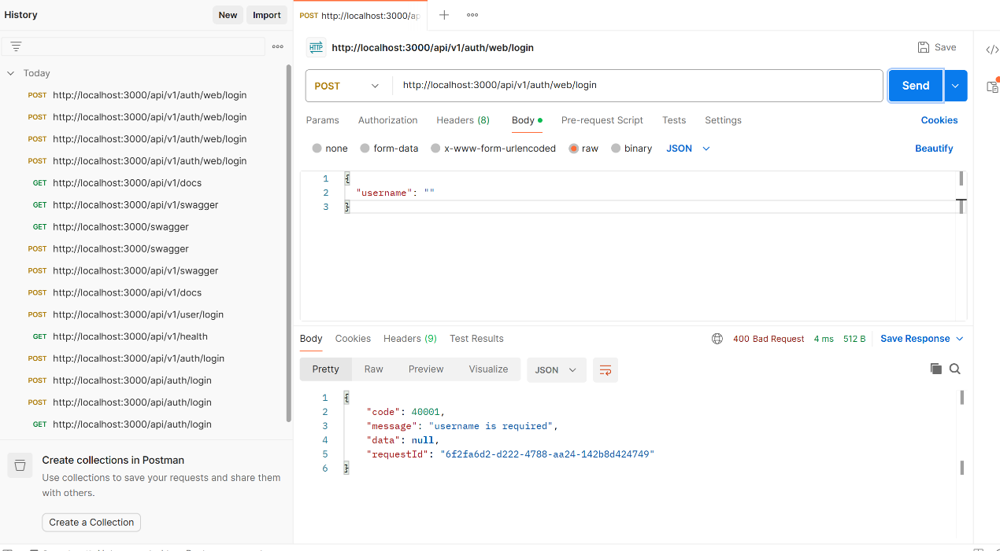 History
New
Import
Today
POST http://localhost:3000/api/v1/auth/web/login
POST http://localhost:3000/api/v1/auth/web/login
POST http://localhost:3000/api/v1/auth/web/login
POST http://localhost:3000/api/v1/auth/web/login
GET http://localhost:3000/api/v1/docs
GET http://localhost:3000/api/v1/swagger
GET http://localhost:3000/swagger
POST http://localhost:3000/swagger
POST http://localhost:3000/api/v1/swagger
POST http://localhost:3000/api/v1/docs
POST http://localhost:3000/api/v1/user/login
GET http://localhost:3000/api/v1/health
POST http://localhost:3000/api/v1/auth/login
POST http://localhost:3000/api/auth/login
POST http://localhost:3000/api/auth/login
GET http://localhost:3000/api/auth/login
Create collections in Postman
Use collections to save your requests and share them
with others.
Create a Collection
POST http://localhost:3000/ap
HTTP http://localhost:3000/api/v1/auth/web/login
Save
POST http://localhost:3000/api/v1/auth/web/login
Send
Params Authorization Headers (8) Body Pre-request Script Tests Settings Cookies
none form-data x-www-form-urlencoded raw binary JSON Beautify
1 {
2 "username": ""
3 }
Body Cookies Headers (9) Test Results 400 Bad Request 4 ms 512 B Save Response
Pretty Raw Preview Visualize JSON
1 {
2 "code": 40001,
3 "message": "username is required",
4 "data": null,
5 "requestId": "6f2fa6d2-d222-4788-aa24-142b8d424749"
6 }